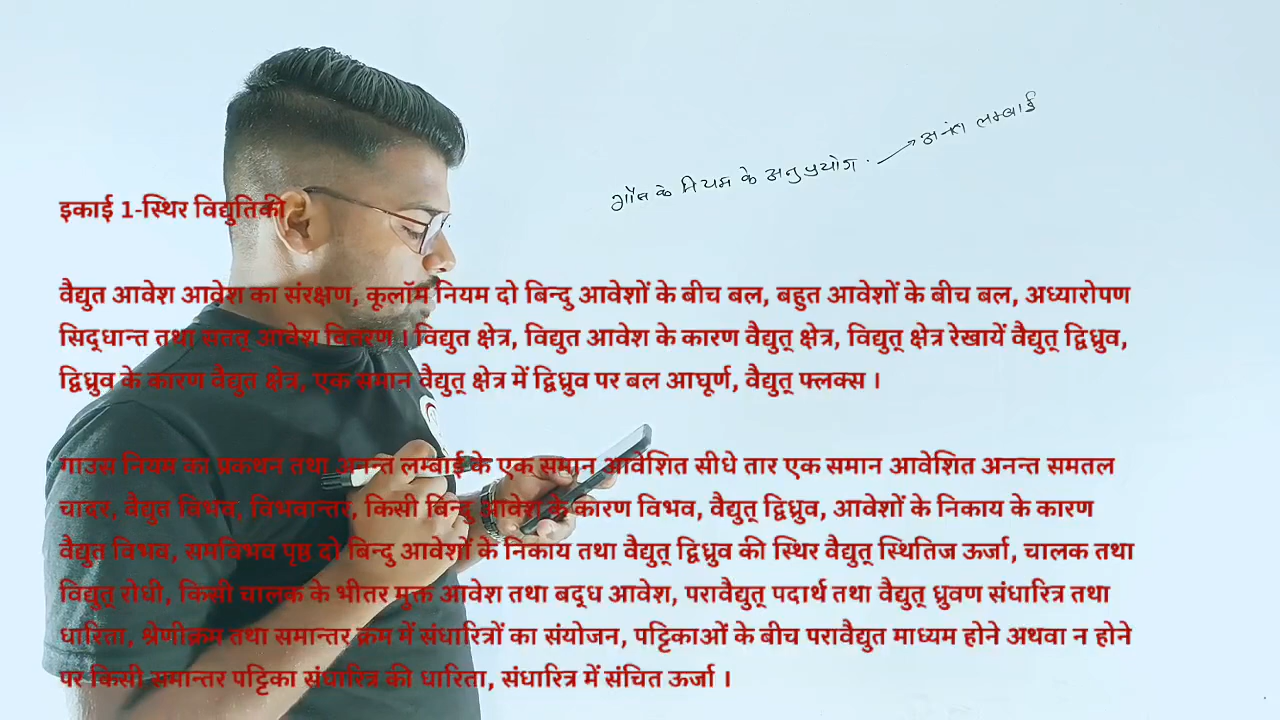 गॉस के नियम के अनुप्रयोग → अनंत लम्बाई
इकाई 1-स्थिर विद्युतिकी
वैद्युत आवेश आवेश का संरक्षण, कूलॉम नियम दो बिन्दु आवेशों के बीच बल, बहुत आवेशों के बीच बल, अध्यारोपण
सिद्धान्त तथा सतत् आवेश वितरण । विद्युत क्षेत्र, विद्युत आवेश के कारण वैद्युत् क्षेत्र, विद्युत् क्षेत्र रेखायें वैद्युत् द्विध्रुव,
द्विध्रुव के कारण वैद्युत क्षेत्र, एक समान वैद्युत् क्षेत्र में द्विध्रुव पर बल आघूर्ण, वैद्युत् फ्लक्स ।
गाउस नियम का प्रकथन तथा अनन्त लम्बाई के एक समान आवेशित सीधे तार एक समान आवेशित अनन्त समतल
चादर, वैद्युत विभव, विभवान्तर, किसी बिन्दु आवेश के कारण विभव, वैद्युत् द्विध्रुव, आवेशों के निकाय के कारण
वैद्युत विभव, समविभव पृष्ठ दो बिन्दु आवेशों के निकाय तथा वैद्युत् द्विध्रुव की स्थिर वैद्युत् स्थितिज ऊर्जा, चालक तथा
विद्युत् रोधी, किसी चालक के भीतर मुक्त आवेश तथा बद्ध आवेश, परावैद्युत् पदार्थ तथा वैद्युत् ध्रुवण संधारित्र तथा
धारिता, श्रेणीक्रम तथा समान्तर क्रम में संधारित्रों का संयोजन, पट्टिकाओं के बीच परावैद्युत माध्यम होने अथवा न होने
पर किसी समान्तर पट्टिका संधारित्र की धारिता, संधारित्र में संचित ऊर्जा ।